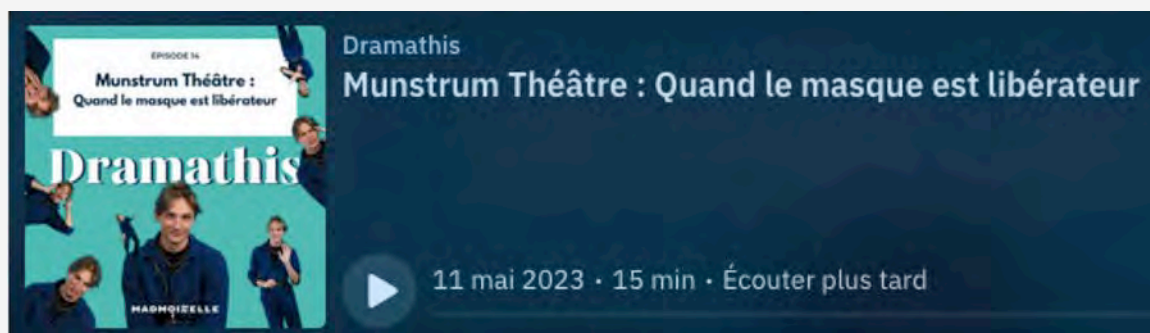 ÉPISODE 14
Munstrum Théâtre :
Quand le masque est libérateur
Dramathis
MADMOIZELLE
Dramathis
Munstrum Théâtre : Quand le masque est libérateur
11 mai 2023 • 15 min • Écouter plus tard